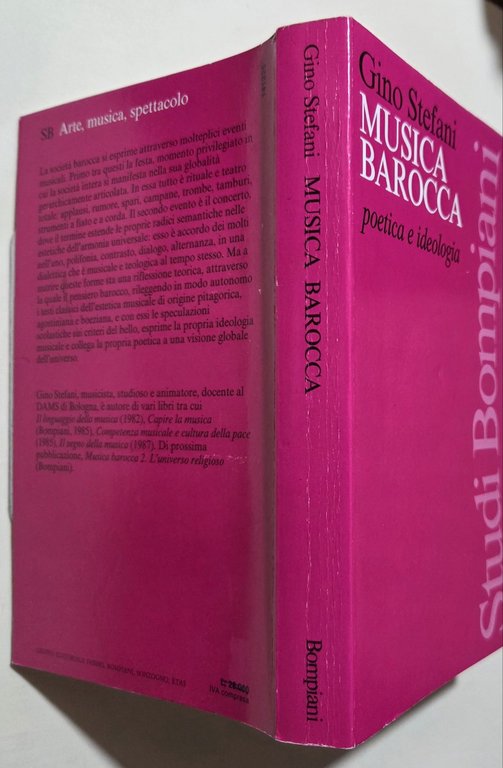 SB Arte, musica, spettacolo
La società barocca si esprime attraverso molteplici eventi
musicali. Primo tra questi la festa, momento privilegiato in
cui la società intera si manifesta nella sua globalità
gerarchicamente articolata. In essa tutto è rituale e teatro
totale: applausi, rumore, spari, campane, trombe, tamburi,
strumenti a fiato e a corda. Il secondo evento è il concerto,
dove il termine estende le proprie radici semantiche nelle
estetiche dell'armonia universale: esso è accordo dei molti
nell'uno, polifonia, contrasto, dialogo, alternanza, in una
dialettica che è musicale e teologica al tempo stesso. Ma a
nutrire queste forme sta una riflessione teorica, attraverso
la quale il pensiero barocco, rileggendo in modo autonomo
i testi classici dell'estetica musicale di origine pitagorica,
agostiniana e boeziana, e con essi le speculazioni
scolastiche sui criteri del bello, esprime la propria ideologia
musicale e collega la propria poetica a una visione globale
dell'universo.
Gino Stefani, musicista, studioso e animatore, docente al
DAMS di Bologna, è autore di vari libri tra cui
Il linguaggio della musica (1982), Capire la musica
(Bompiani, 1985), Competenza musicale e cultura della pace
(1985), Il segno della musica (1987). Di prossima
pubblicazione, Musica barocca 2. L'universo religioso
(Bompiani).
GRUPPO EDITORIALE FABBRI, BOMPIANI, SONZOGNO, ETAS
28.000
IVA compresa
Gino Stefani MUSICA BAROCCA
Bompiani
Gino Stefani
MUSICA
BAROCCA
poetica e ideologia
Studi Bompiani